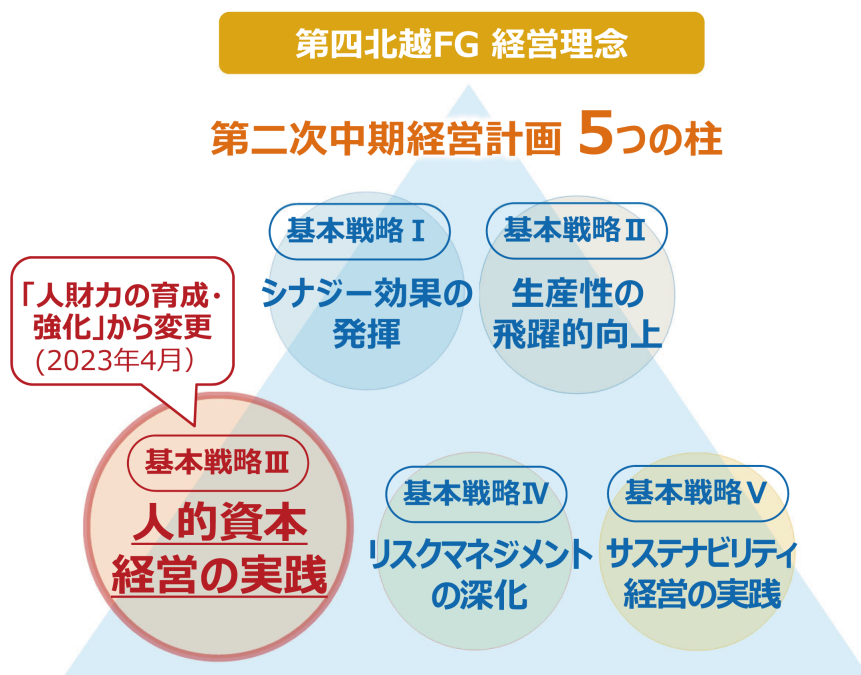 第四北越FG 経営理念
第二次中期経営計画 5つの柱
基本戦略Ⅰ
シナジー効果の
発揮
基本戦略Ⅱ
生産性の
飛躍的向上
「人財力の育成・
強化」から変更
(2023年4月)
基本戦略Ⅲ
人的資本
経営の実践
基本戦略Ⅳ
リスクマネジメント
の深化
基本戦略Ⅴ
サステナビリティ
経営の実践